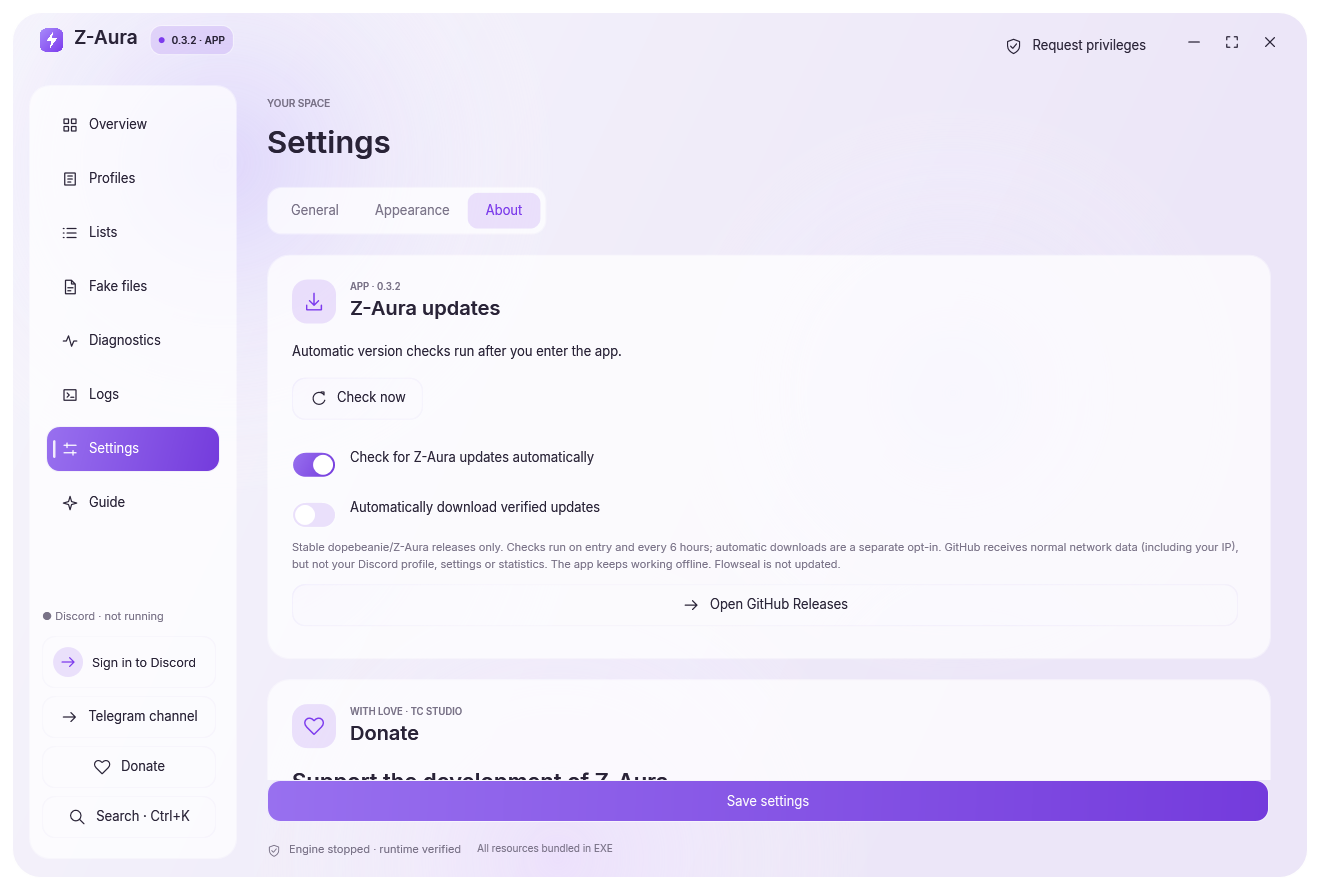 Z-Aura
0.3.2 · APP
Request privileges
Overview
Profiles
Lists
Fake files
Diagnostics
Logs
Settings
Guide
Discord · not running
Sign in to Discord
Telegram channel
Donate
Search · Ctrl+K
YOUR SPACE
Settings
General
Appearance
About
APP · 0.3.2
Z-Aura updates
Automatic version checks run after you enter the app.
Check now
Check for Z-Aura updates automatically
Automatically download verified updates
Stable dopebeanie/Z-Aura releases only. Checks run on entry and every 6 hours; automatic downloads are a separate opt-in. GitHub receives normal network data (including your IP),
but not your Discord profile, settings or statistics. The app keeps working offline. Flowseal is not updated.
Open GitHub Releases
WITH LOVE · TC STUDIO
Donate
Support the development of Z-Aura
Save settings
Engine stopped · runtime verified
All resources bundled in EXE